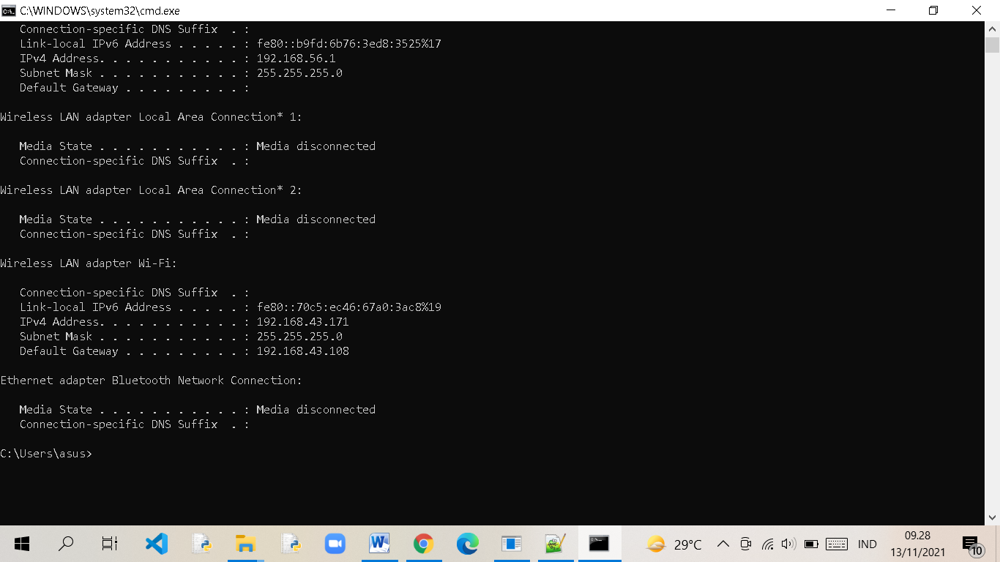 C:\WINDOWS\system32\cmd.exe
Connection-specific DNS Suffix  . :
Link-local IPv6 Address . . . . . : fe80::b9fd:6b76:3ed8:3525%17
IPv4 Address. . . . . . . . . . . : 192.168.56.1
Subnet Mask . . . . . . . . . . . : 255.255.255.0
Default Gateway . . . . . . . . . :
Wireless LAN adapter Local Area Connection* 1:
Media State . . . . . . . . . . . : Media disconnected
Connection-specific DNS Suffix  . :
Wireless LAN adapter Local Area Connection* 2:
Media State . . . . . . . . . . . : Media disconnected
Connection-specific DNS Suffix  . :
Wireless LAN adapter Wi-Fi:
Connection-specific DNS Suffix  . :
Link-local IPv6 Address . . . . . : fe80::70c5:ec46:67a0:3ac8%19
IPv4 Address. . . . . . . . . . . : 192.168.43.171
Subnet Mask . . . . . . . . . . . : 255.255.255.0
Default Gateway . . . . . . . . . : 192.168.43.108
Ethernet adapter Bluetooth Network Connection:
Media State . . . . . . . . . . . : Media disconnected
Connection-specific DNS Suffix  . :
C:\Users\asus>
29°C
IND
09.28
13/11/2021
10